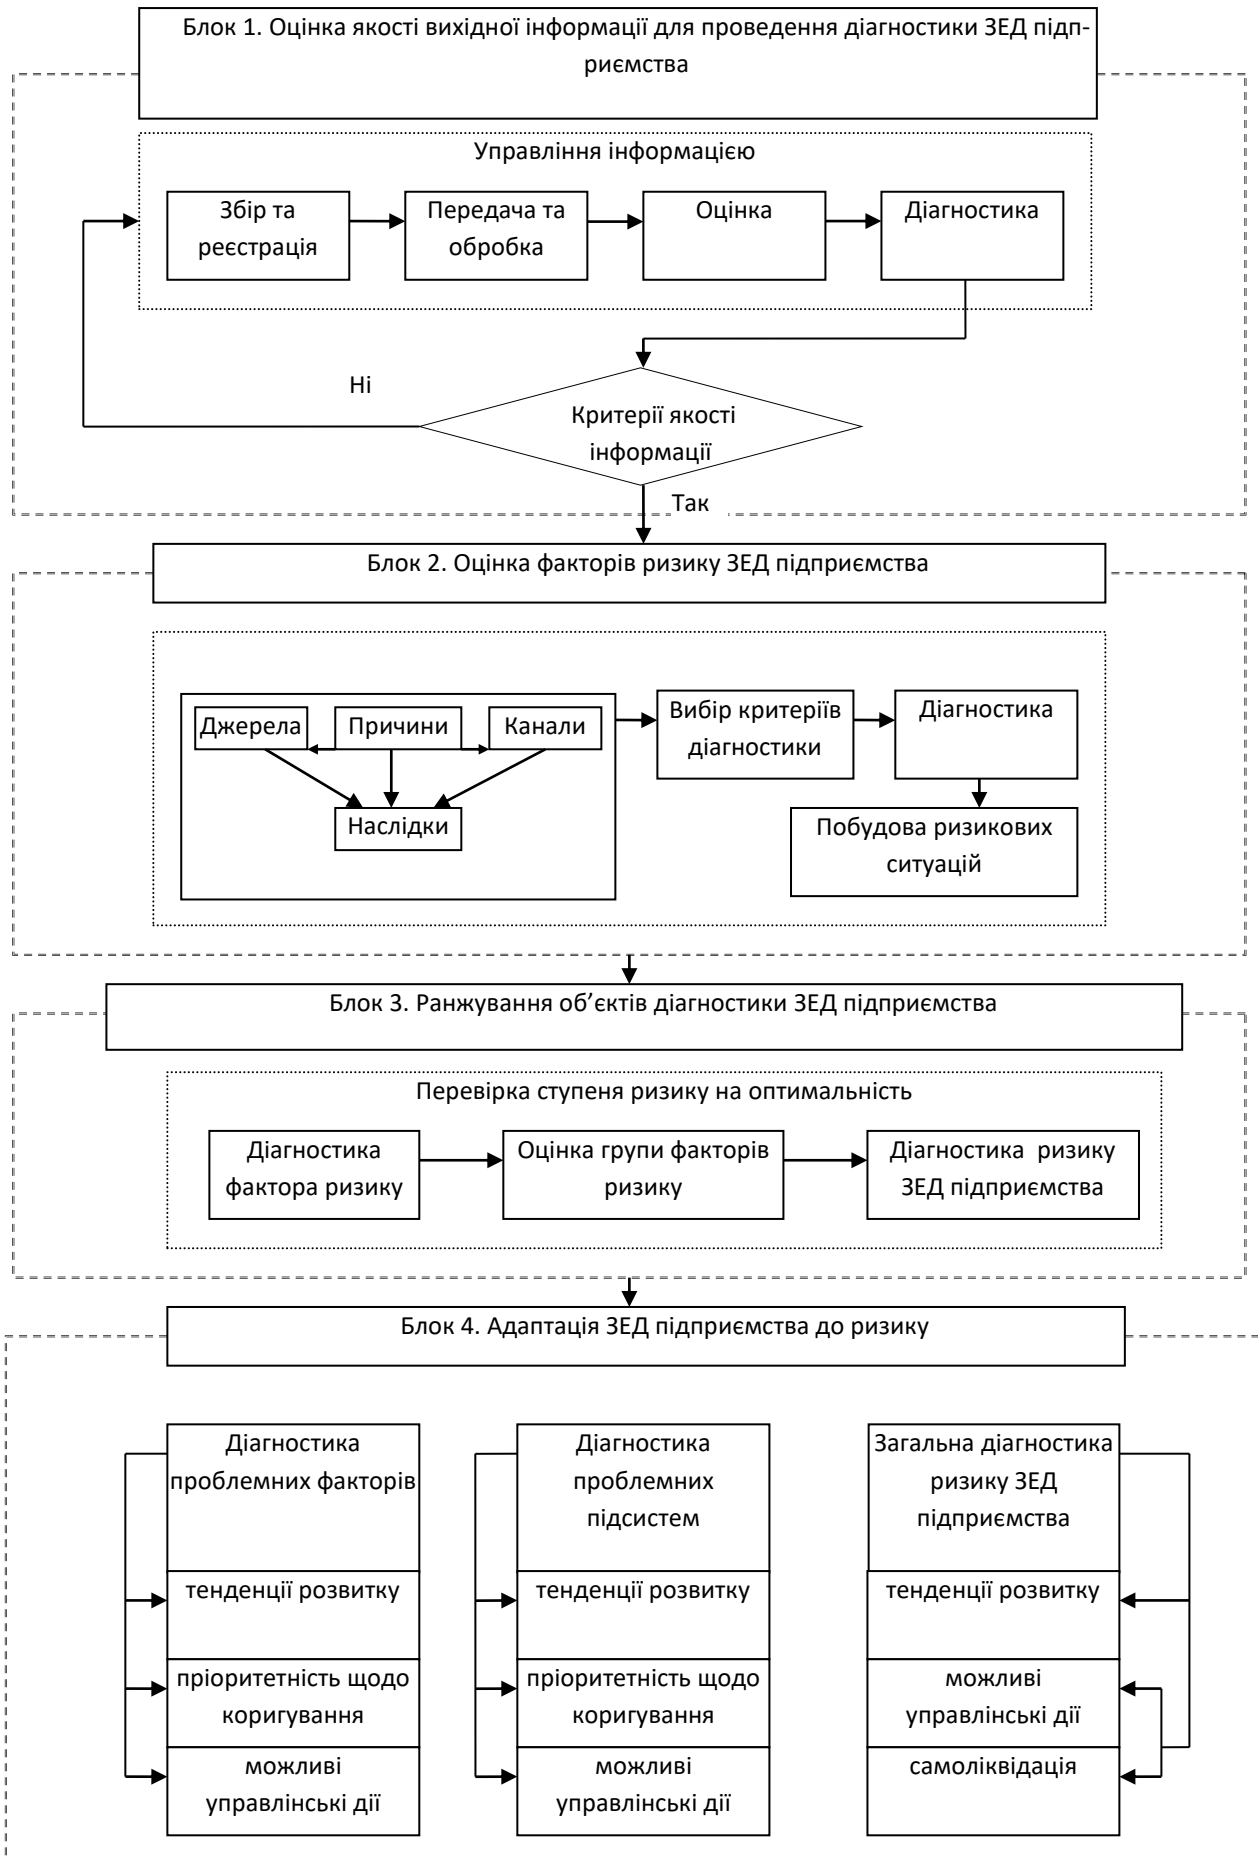 Блок 1. Оцінка якості вихідної інформації для проведення діагностики ЗЕД підп-
риємства
Управління інформацією
Збір та
реєстрація
Передача та
обробка
Оцінка
Діагностика
Ні
Критерії якості
інформації
Так
Блок 2. Оцінка факторів ризику ЗЕД підприємства
Джерела
Причини
Канали
Наслідки
Вибір критеріїв
діагностики
Діагностика
Побудова ризикових
ситуацій
Блок 3. Ранжування об’єктів діагностики ЗЕД підприємства
Перевірка ступеня ризику на оптимальність
Діагностика
фактора ризику
Оцінка групи факторів
ризику
Діагностика ризику
ЗЕД підприємства
Блок 4. Адаптація ЗЕД підприємства до ризику
Діагностика
проблемних факторів
тенденції розвитку
пріоритетність щодо
коригування
можливі
управлінські дії
Діагностика
проблемних
підсистем
тенденції розвитку
пріоритетність щодо
коригування
можливі
управлінські дії
Загальна діагностика
ризику ЗЕД
підприємства
тенденції розвитку
можливі
управлінські дії
самоліквідація